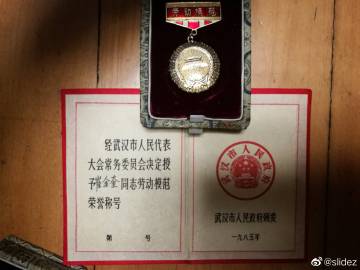 劳动模范
经武汉市人民代表
大会常务委员会决定授
予 同志劳动模范
荣誉称号
号
武汉市人民政府
武汉市人民政府颁发
一九八五年
@slidez